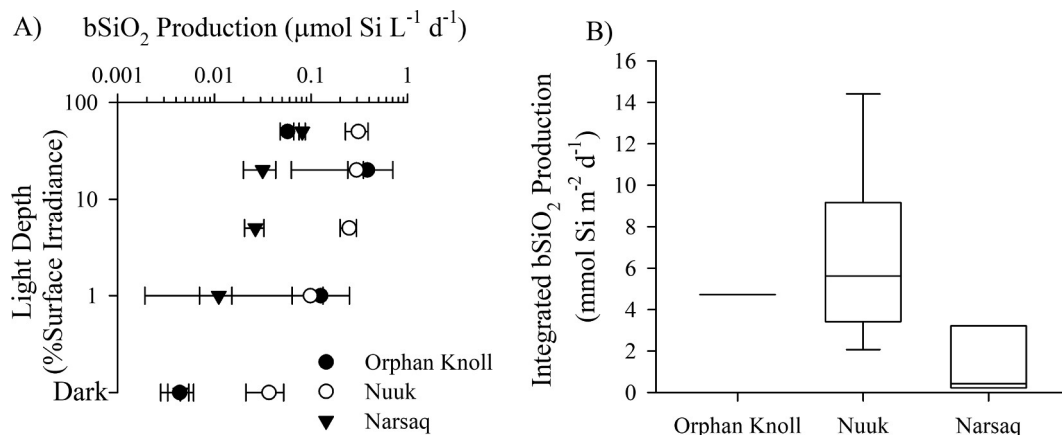 A)
bSiO2 Production (μmol Si L-1 d-1)
0.001
0.01
0.1
1
100
10
1
Dark
Light Depth
(%Surface Irradiance)
Orphan Knoll
Nuuk
Narsaq
B)
Integrated bSiO2 Production
(mmol Si m-2 d-1)
16
14
12
10
8
6
4
2
0
Orphan Knoll
Nuuk
Narsaq